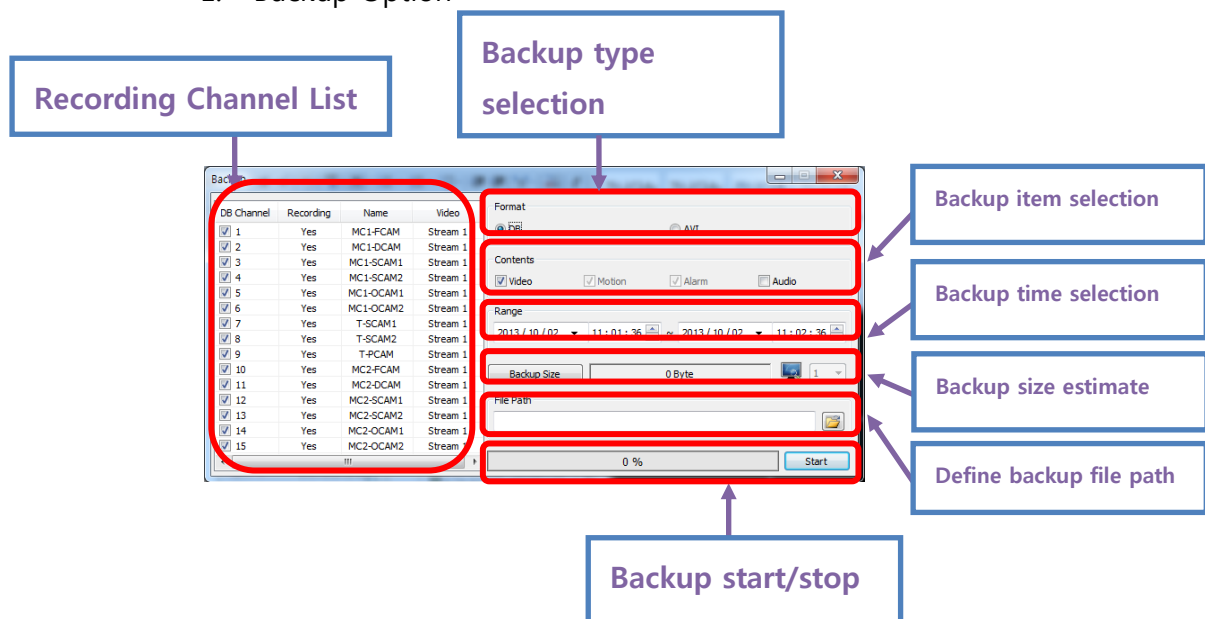 Backup Option
Backup type
selection
Recording Channel List
Backup item selection
Backup time selection
Backup size estimate
Define backup file path
Backup start/stop
DB Channel Recording Name Video
1 Yes MC1-FCAM Stream 1
2 Yes MC1-DCAM Stream 1
3 Yes MC1-SCAM1 Stream 1
4 Yes MC1-SCAM2 Stream 1
5 Yes MC1-OCAM1 Stream 1
6 Yes MC1-OCAM2 Stream 1
7 Yes T-SCAM1 Stream 1
8 Yes T-SCAM2 Stream 1
9 Yes T-PCAM Stream 1
10 Yes MC2-FCAM Stream 1
11 Yes MC2-DCAM Stream 1
12 Yes MC2-SCAM1 Stream 1
13 Yes MC2-SCAM2 Stream 1
14 Yes MC2-OCAM1 Stream 1
15 Yes MC2-OCAM2 Stream 1
Format
DB AVI
Contents
Video Motion Alarm Audio
Range
2013 / 10 / 02 11 : 01 : 36 ~ 2013 / 10 / 02 11 : 02 : 36
Backup Size 0 Byte 1
File Path
0 % Start